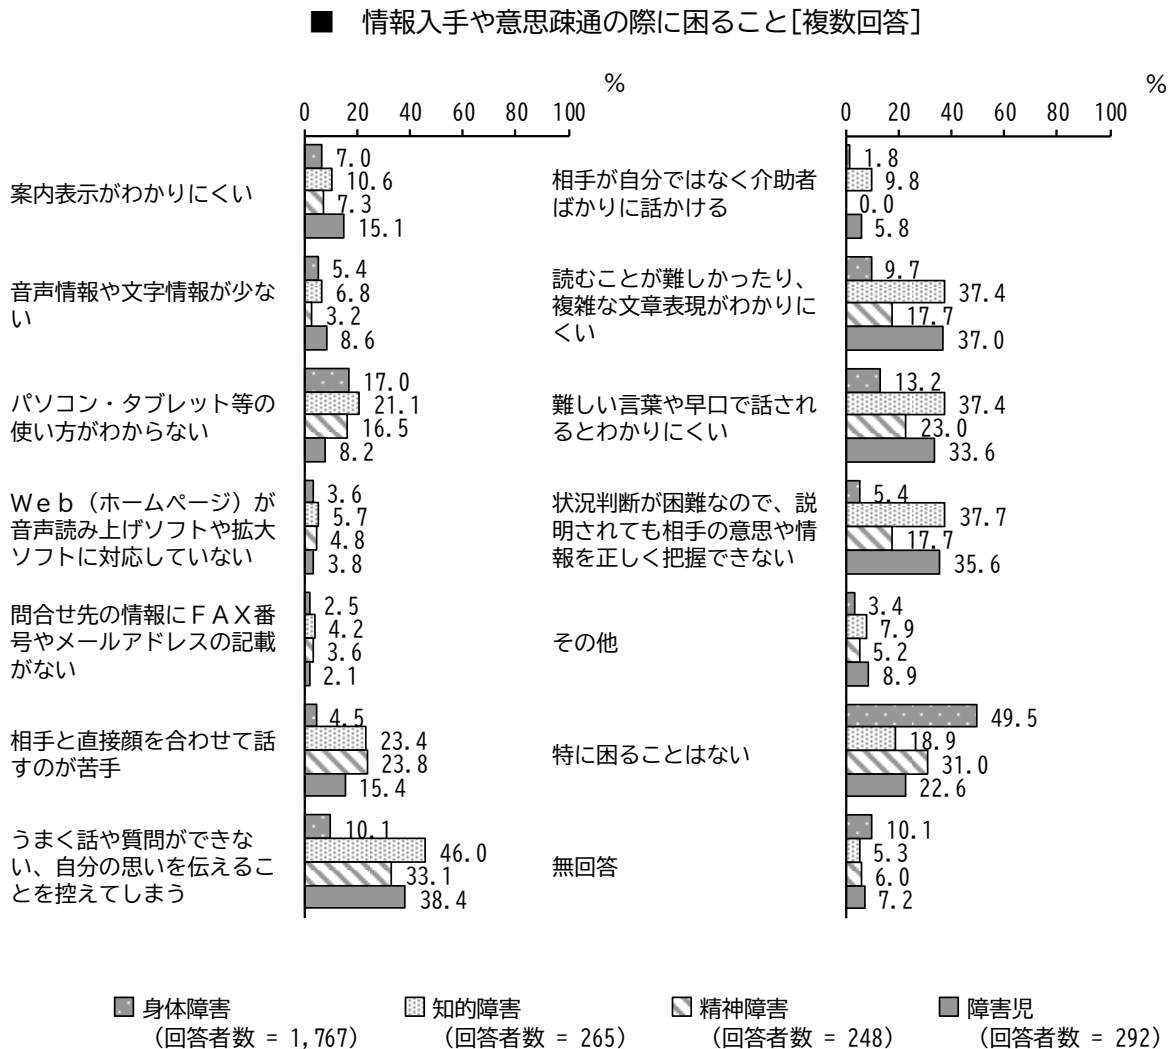 ■ 情報入手や意思疎通の際に困ること[複数回答]
%
0 20 40 60 80 100
案内表示がわかりにくい
7.0
10.6
7.3
15.1
音声情報や文字情報が少な
い
5.4
6.8
3.2
8.6
パソコン・タブレット等の
使い方がわからない
17.0
21.1
16.5
8.2
Ｗｅｂ（ホームページ）が
音声読み上げソフトや拡大
ソフトに対応していない
3.6
5.7
4.8
3.8
問合せ先の情報にＦＡＸ番
号やメールアドレスの記載
がない
2.5
4.2
3.6
2.1
相手と直接顔を合わせて話
すのが苦手
4.5
23.4
23.8
15.4
うまく話や質問ができな
い、自分の思いを伝えるこ
とを控えてしまう
10.1
46.0
33.1
38.4
%
0 20 40 60 80 100
相手が自分ではなく介助者
ばかりに話かける
1.8
9.8
0.0
5.8
読むことが難しかったり、
複雑な文章表現がわかりに
くい
9.7
37.4
17.7
37.0
難しい言葉や早口で話され
るとわかりにくい
13.2
37.4
23.0
33.6
状況判断が困難なので、説
明されても相手の意思や情
報を正しく把握できない
5.4
37.7
17.7
35.6
その他
3.4
7.9
5.2
8.9
特に困ることはない
49.5
18.9
31.0
22.6
無回答
10.1
5.3
6.0
7.2
身体障害
（回答者数 = 1,767）
知的障害
（回答者数 = 265）
精神障害
（回答者数 = 248）
障害児
（回答者数 = 292）